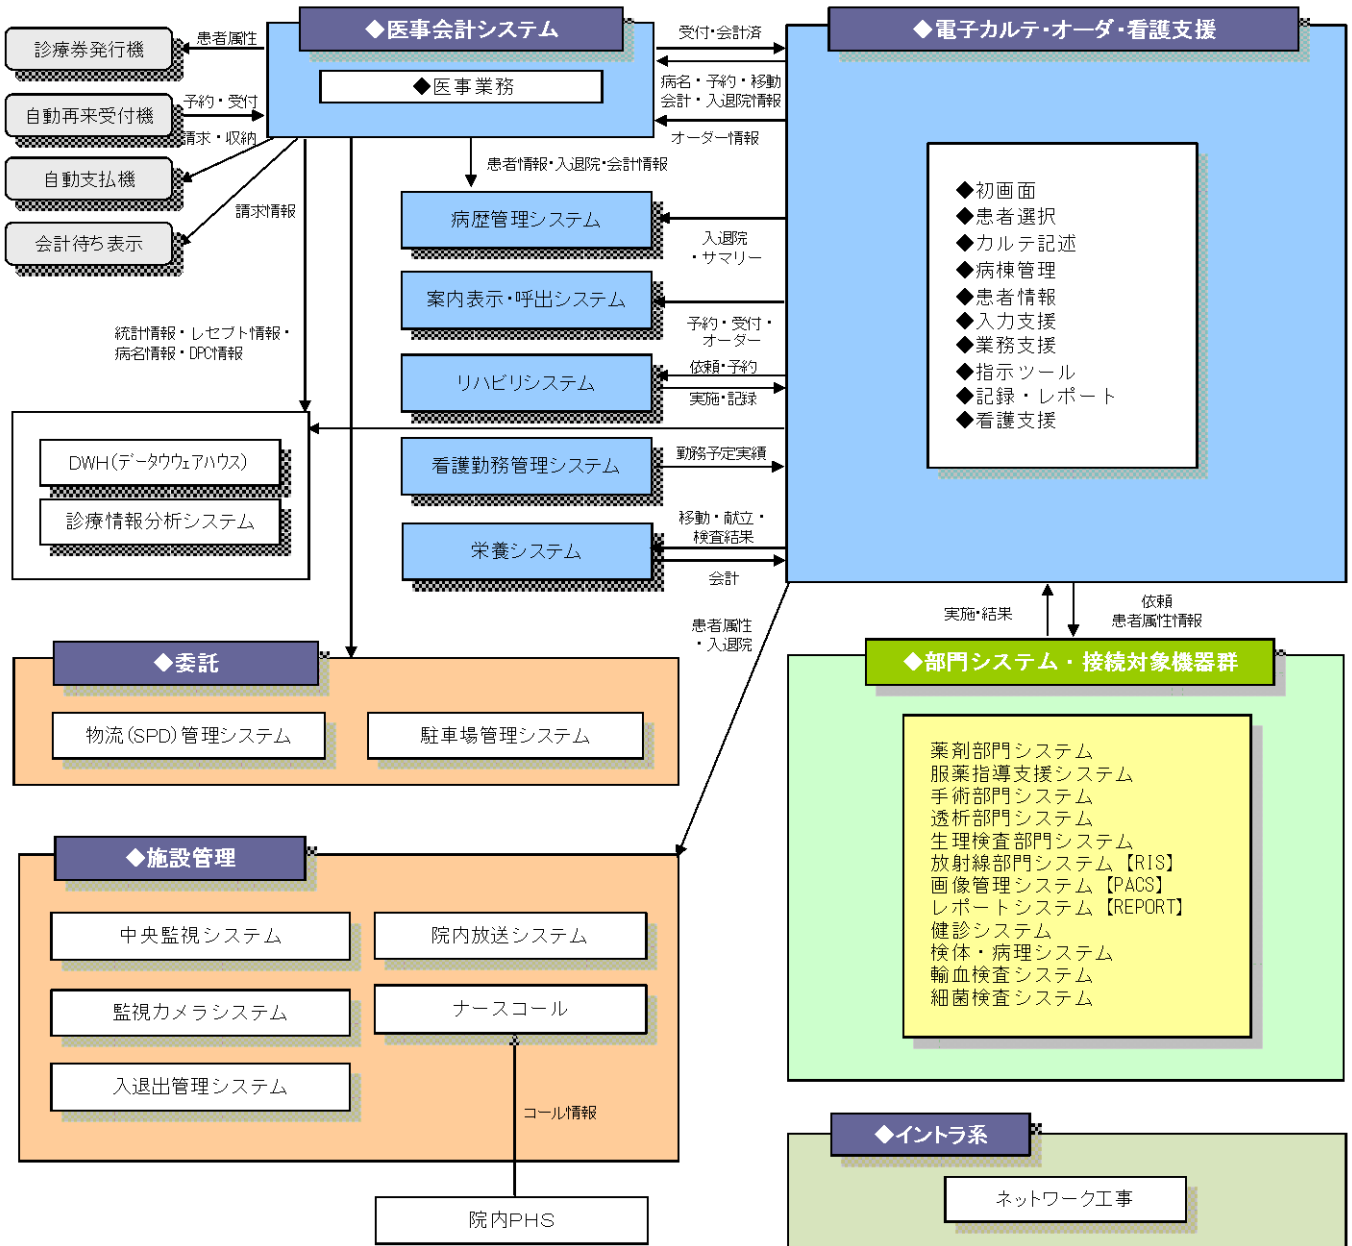 ◆医事会計システム
◆医事業務
◆電子カルテ・オーダ・看護支援
診療券発行機
自動再来受付機
自動支払機
会計待ち表示
患者属性
予約・受付
請求・収納
請求情報
受付・会計済
病名・予約・移動
会計・入退院情報
オーダー情報
患者情報・入退院・会計情報
病歴管理システム
入退院
・サマリー
案内表示・呼出システム
予約・受付・
オーダー
リハビリシステム
依頼・予約
実施・記録
看護勤務管理システム
勤務予定実績
栄養システム
移動・献立・
検査結果
会計
◆初画面
◆患者選択
◆カルテ記述
◆病棟管理
◆患者情報
◆入力支援
◆業務支援
◆指示ツール
◆記録・レポート
◆看護支援
統計情報・レセプト情報・
病名情報・DPC情報
DWH(データウウェアハウス)
診療情報分析システム
患者属性
・入退院
実施・結果
依頼
患者属性情報
◆委託
物流(SPD)管理システム
駐車場管理システム
◆部門システム・接続対象機器群
薬剤部門システム
服薬指導支援システム
手術部門システム
透析部門システム
生理検査部門システム
放射線部門システム【RIS】
画像管理システム【PACS】
レポートシステム【REPORT】
健診システム
検体・病理システム
輸血検査システム
細菌検査システム
◆施設管理
中央監視システム
院内放送システム
監視カメラシステム
ナースコール
入退出管理システム
コール情報
院内PHS
◆イントラ系
ネットワーク工事